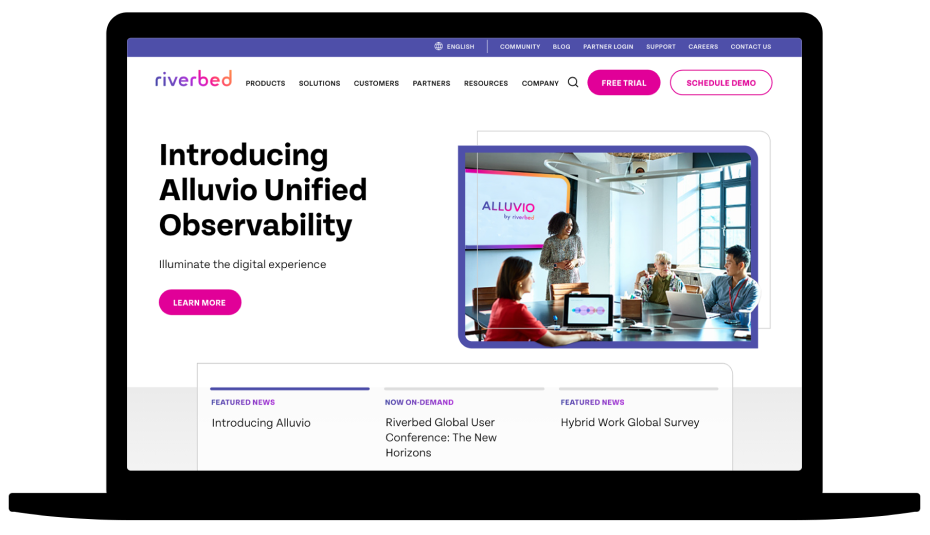 ENGLISH COMMUNITY BLOG PARTNER LOGIN SUPPORT CAREERS CONTACT US
riverbed PRODUCTS SOLUTIONS CUSTOMERS PARTNERS RESOURCES COMPANY FREE TRIAL SCHEDULE DEMO
Introducing
Alluvio Unified
Observability
Illuminate the digital experience
LEARN MORE
ALLUVIO
by riverbed
FEATURED NEWS
Introducing Alluvio
NOW ON-DEMAND
Riverbed Global User
Conference: The New
Horizons
FEATURED NEWS
Hybrid Work Global Survey